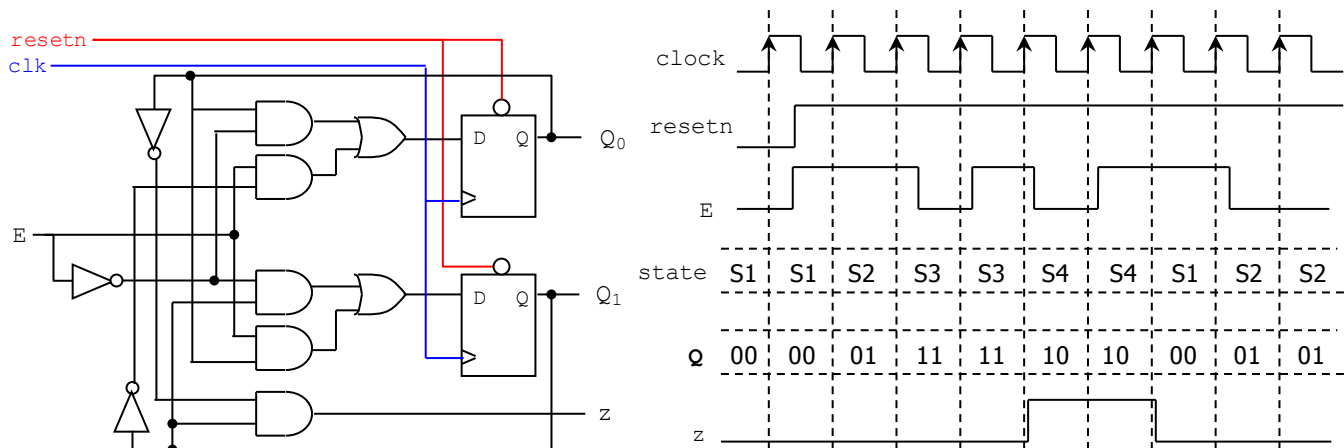 resetn
clk
D Q Q0
E
D Q Q1
z
clock
resetn
E
state S1 S1 S2 S3 S3 S4 S4 S1 S2 S2
Q 00 00 01 11 11 10 10 00 01 01
z